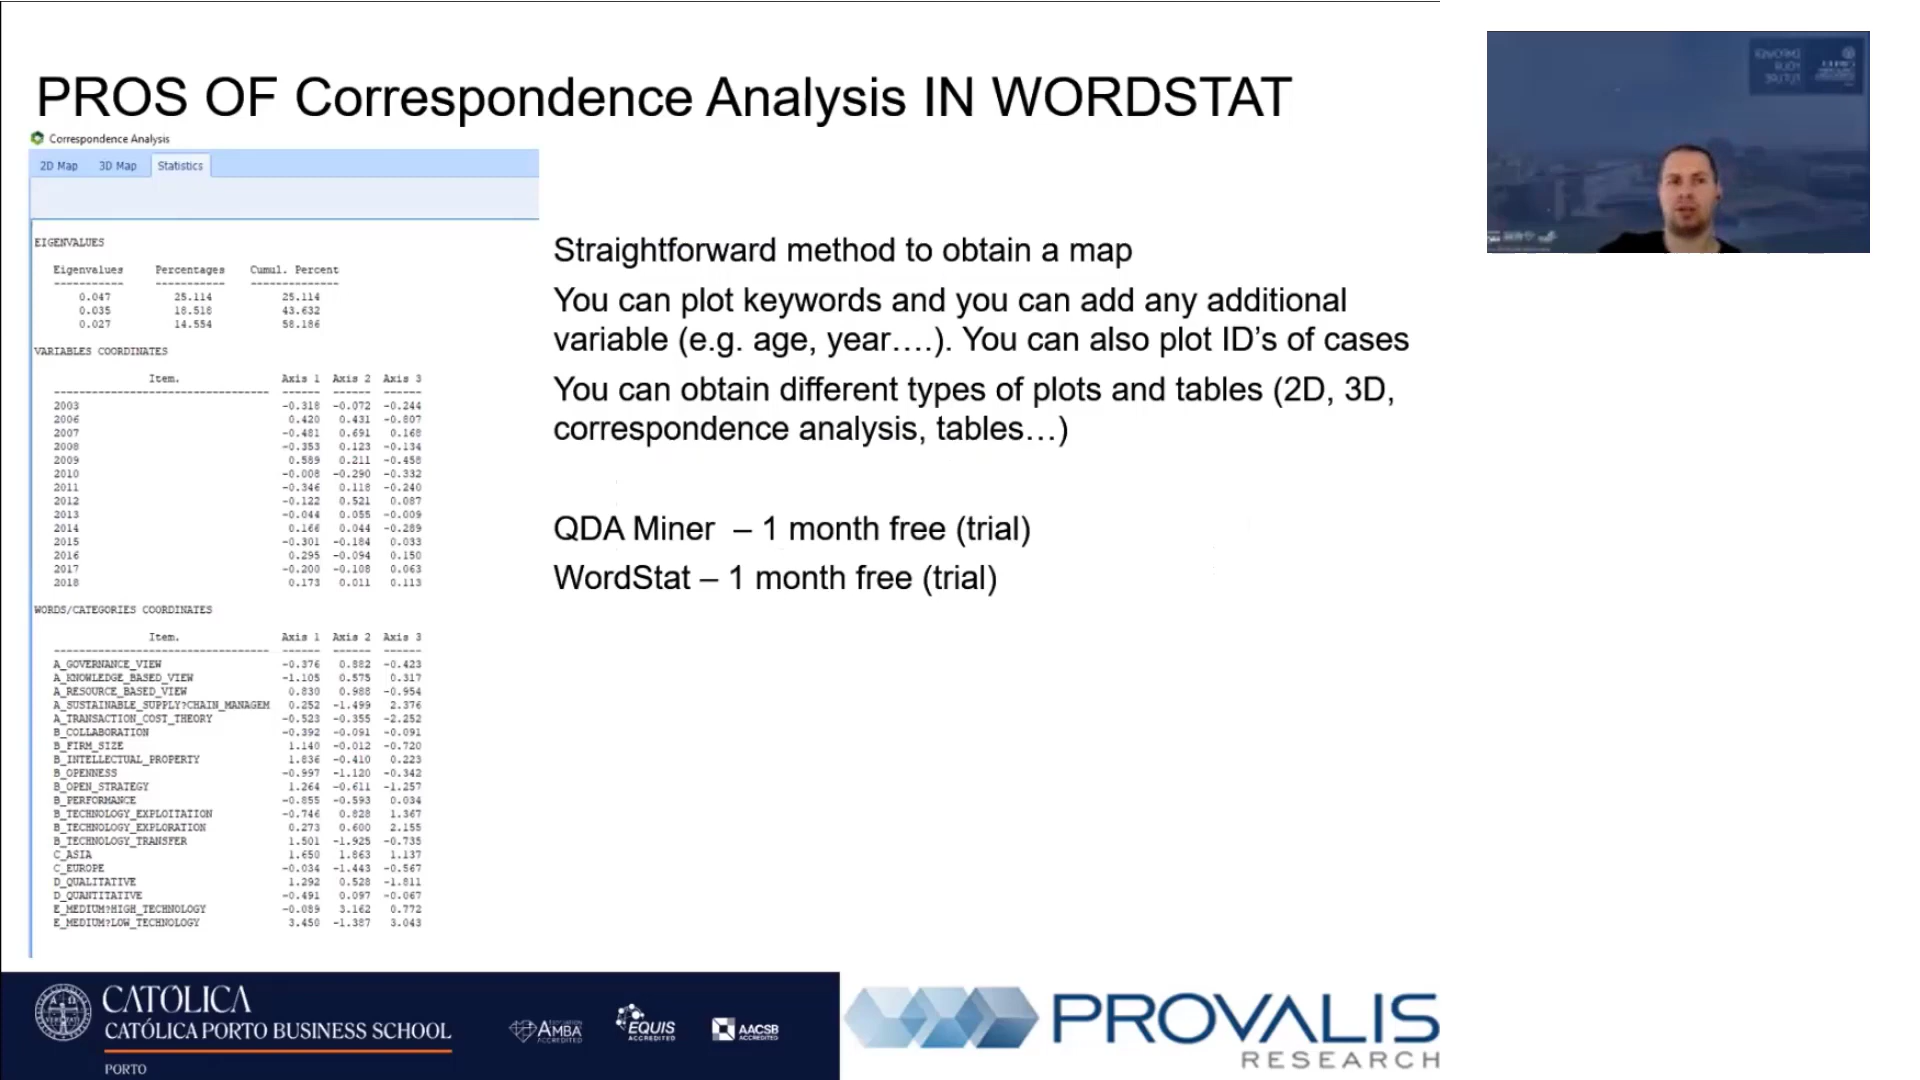 PROS OF Correspondence Analysis IN WORDSTAT
Correspondence Analysis
2D Map 3D Map Statistics
EIGENVALUES
Eigenvalues Percentages Cumul. Percent
0.047 25.114 25.114
0.035 18.518 43.632
0.027 14.554 58.186
VARIABLES COORDINATES
Item. Axis 1 Axis 2 Axis 3
2003 -0.318 -0.072 -0.244
2006 0.420 0.431 -0.807
2007 -0.481 0.691 0.168
2008 -0.353 0.123 -0.134
2009 0.589 0.211 -0.458
2010 -0.008 -0.290 -0.332
2011 -0.346 0.118 -0.240
2012 -0.122 0.521 0.087
2013 -0.044 0.055 -0.009
2014 0.166 0.044 -0.289
2015 -0.301 -0.184 0.033
2016 0.295 -0.094 0.150
2017 -0.200 -0.108 0.063
2018 0.173 0.011 0.113
WORDS/CATEGORIES COORDINATES
Item. Axis 1 Axis 2 Axis 3
A_GOVERNANCE_VIEW -0.376 0.882 -0.423
A_KNOWLEDGE_BASED_VIEW -1.105 0.575 0.317
A_RESOURCE_BASED_VIEW 0.830 0.988 -0.954
A_SUSTAINABLE_SUPPLY?CHAIN_MANAGEM 0.252 -1.499 2.376
A_TRANSACTION_COST_THEORY -0.523 -0.355 -2.252
B_COLLABORATION -0.392 -0.091 -0.091
B_FIRM_SIZE 1.140 -0.012 -0.720
B_INTELLECTUAL_PROPERTY 1.836 -0.410 0.223
B_OPENNESS -0.997 -1.120 -0.342
B_OPEN_STRATEGY 1.264 -0.611 -1.257
B_PERFORMANCE -0.855 -0.593 0.034
B_TECHNOLOGY_EXPLOITATION -0.746 0.828 1.367
B_TECHNOLOGY_EXPLORATION 0.273 0.600 2.155
B_TECHNOLOGY_TRANSFER 1.501 -1.925 -0.735
C_ASIA 1.650 1.863 1.137
C_EUROPE -0.034 -1.443 -0.567
D_QUALITATIVE 1.292 0.528 -1.811
D_QUANTITATIVE -0.491 0.097 -0.067
E_MEDIUM?HIGH_TECHNOLOGY -0.089 3.162 0.772
E_MEDIUM?LOW_TECHNOLOGY 3.450 -1.387 3.043
Straightforward method to obtain a map
You can plot keywords and you can add any additional
variable (e.g. age, year….). You can also plot ID’s of cases
You can obtain different types of plots and tables (2D, 3D,
correspondence analysis, tables…)
QDA Miner – 1 month free (trial)
WordStat – 1 month free (trial)
CATÓLICA
CATÓLICA PORTO BUSINESS SCHOOL
PORTO
AMBA
ACCREDITED
EQUIS
ACCREDITED
AACSB
ACCREDITED
PROVALIS
RESEARCH